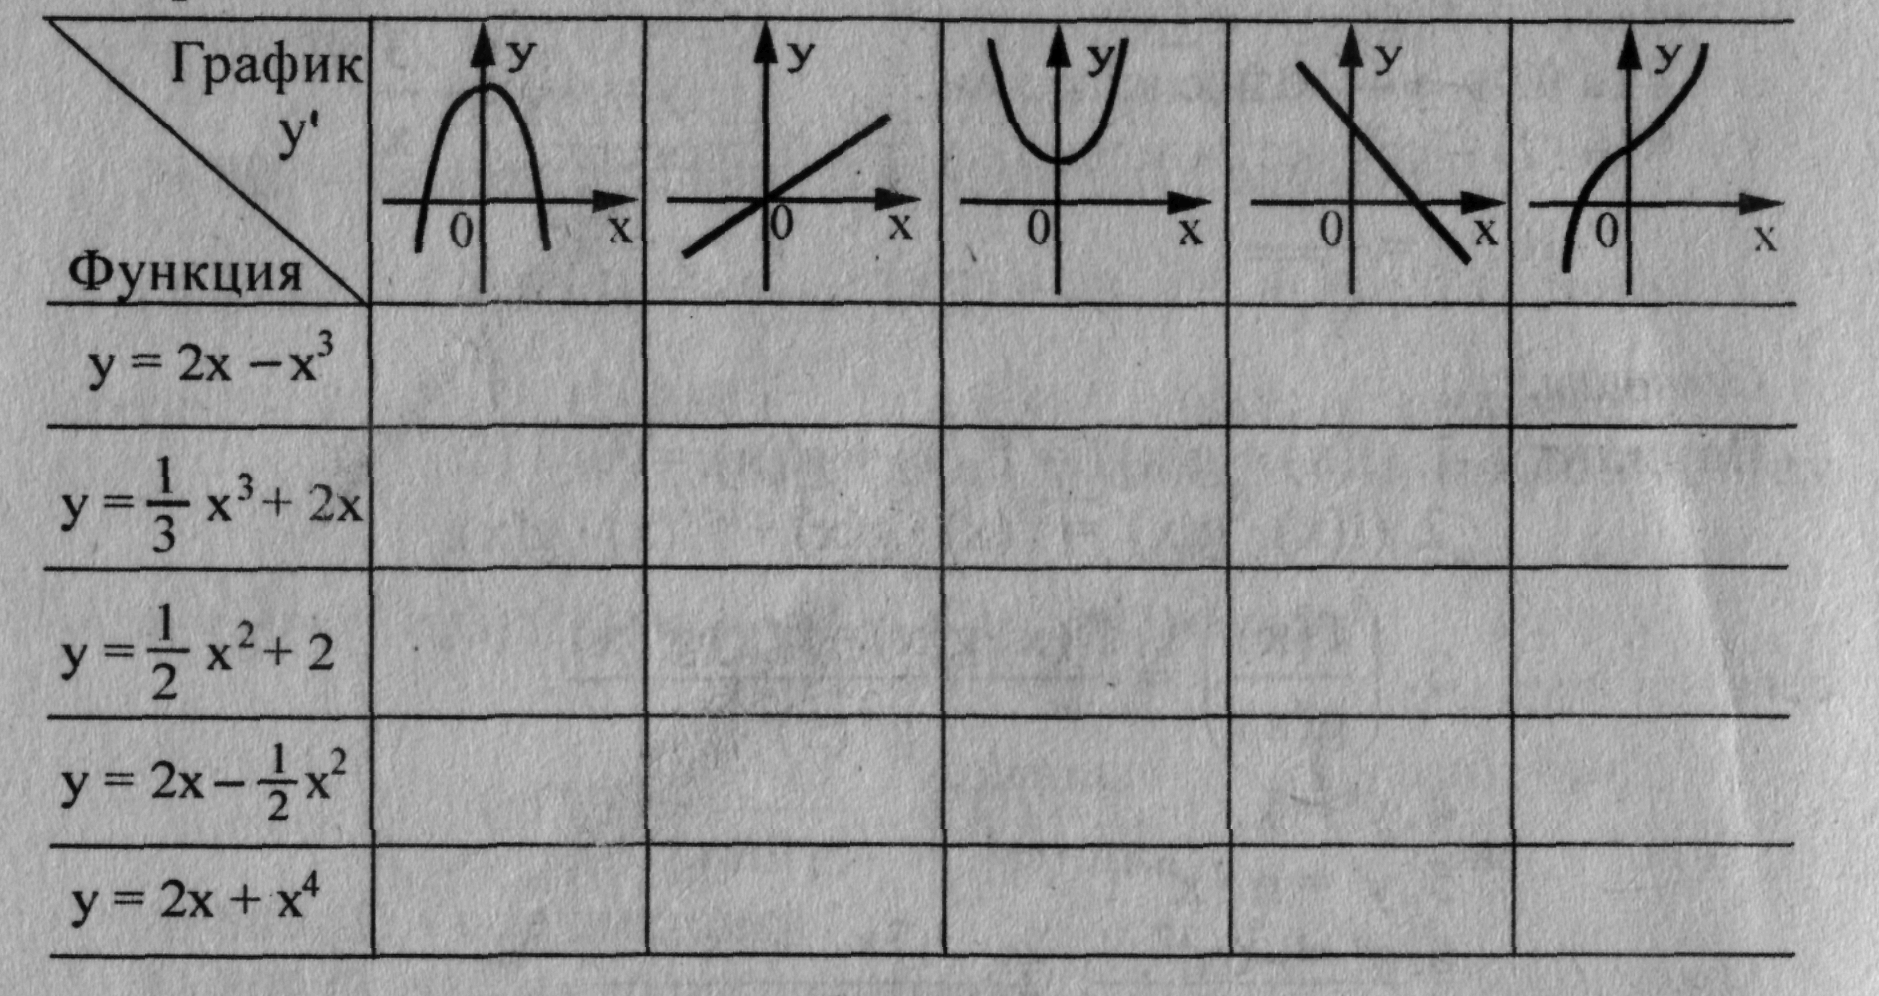 График
y'
Функция
y
0
x
y
0
x
y
0
x
y
0
x
y
0
x
y = 2x − x³
y = 1/3 x³ + 2x
y = 1/2 x² + 2
y = 2x − 1/2 x²
y = 2x + x⁴